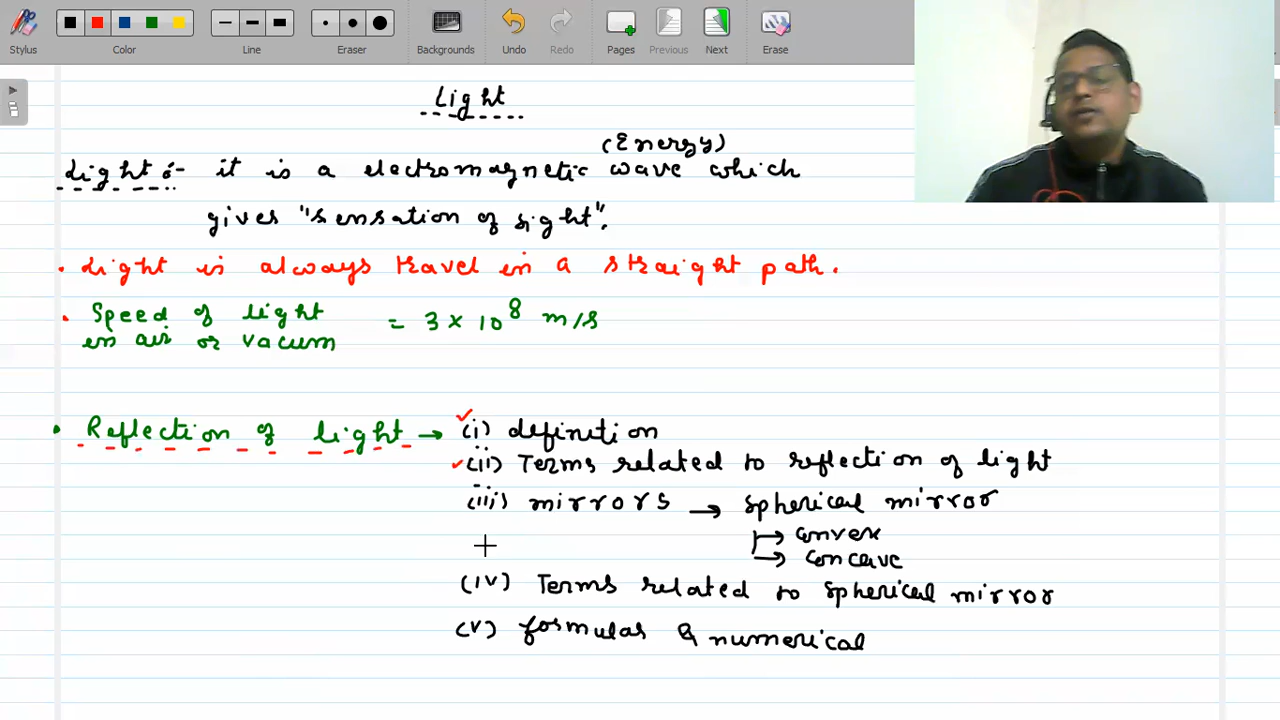 Stylus
Color
Line
Eraser
Backgrounds
Undo
Redo
Pages
Previous
Next
Erase
Light
(Energy)
Light :- it is a electromagnetic wave which
gives "sensation of sight".
. Light is always travel in a straight path.
. Speed of light = 3 × 10^8 m/s
in air or vacum
• Reflection of light → (i) definition
(ii) Terms related to reflection of light
(iii) mirrors → spherical mirror
→ convex
→ concave
(iv) Terms related to spherical mirror
(v) formulas & numerical